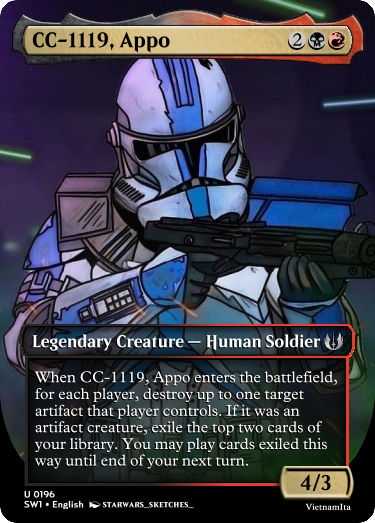 CC-1119, Appo 2
Legendary Creature — Human Soldier
When CC-1119, Appo enters the battlefield,
for each player, destroy up to one target
artifact that player controls. If it was an
artifact creature, exile the top two cards of
your library. You may play cards exiled this
way until end of your next turn.
4/3
U 0196
SW1 • English STARWARS_SKETCHES_
VietnamIta